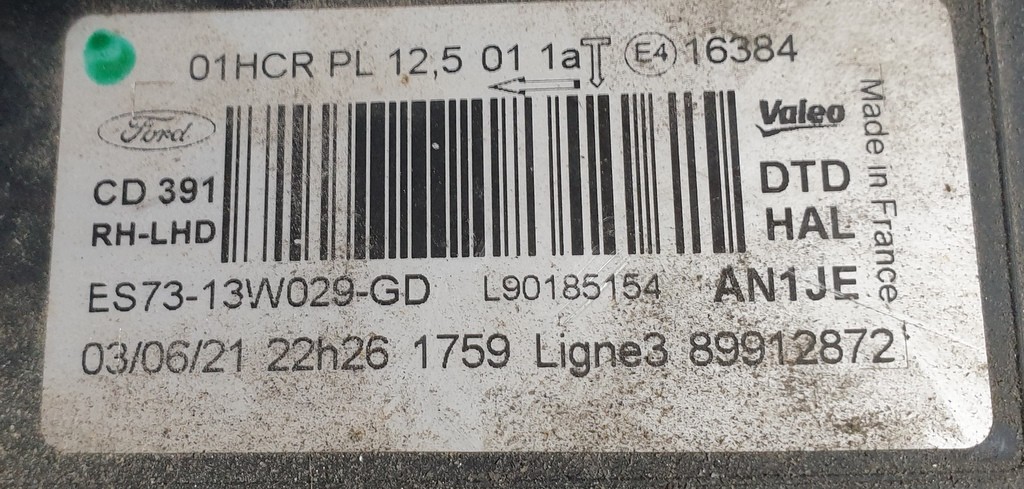 01HCR PL 12,5 01 1a E4 16384
Ford
Valeo
CD 391
DTD
RH-LHD
HAL
ES73-13W029-GD L90185154 AN1JE
03/06/21 22h26 1759 Ligne3 89912872
Made in France